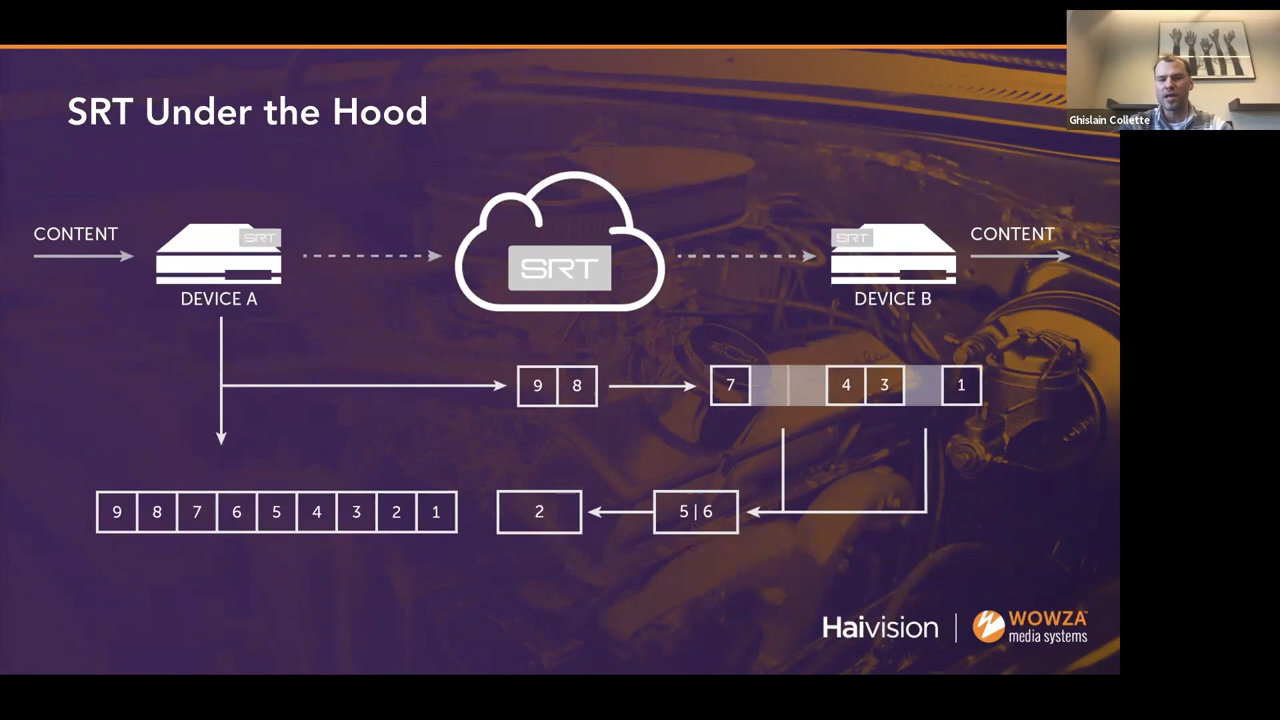 Ghislain Collette
SRT Under the Hood
CONTENT
SRT
SRT
SRT
CONTENT
DEVICE A
DEVICE B
9 8
7 4 3 1
9 8 7 6 5 4 3 2 1
2
5|6
Haivision
WOWZA™
media systems